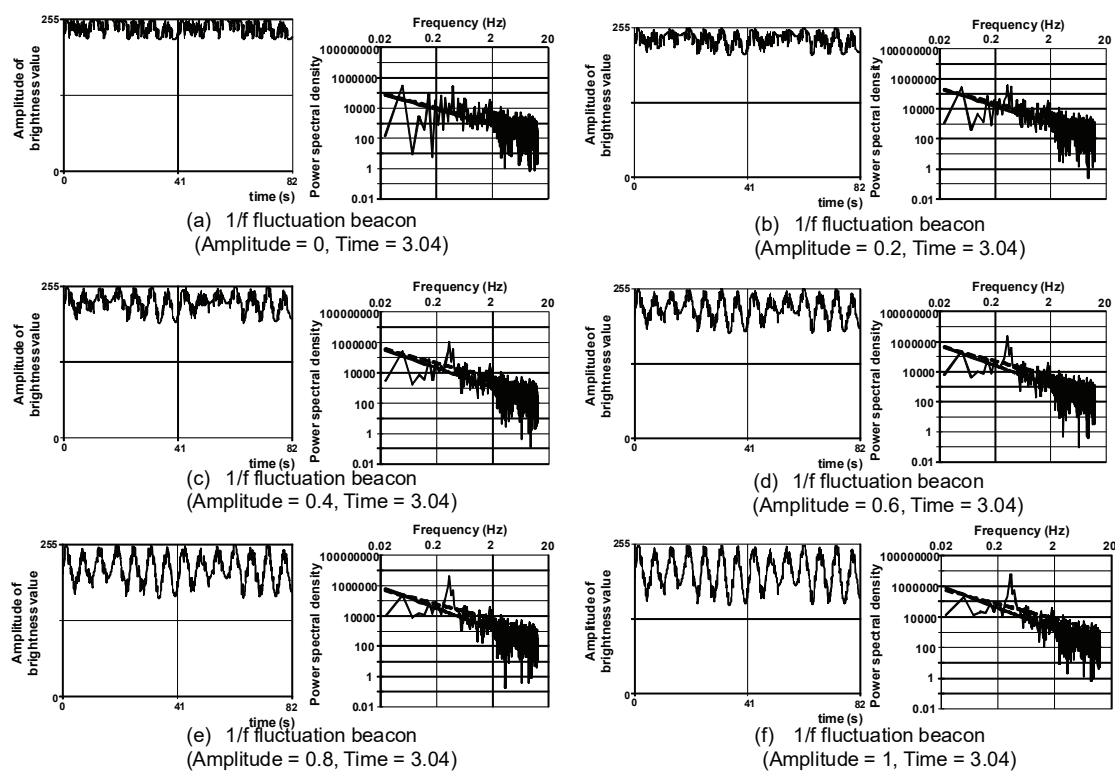 255
0
Amplitude of
brightness value
0
41
82
time (s)
Frequency (Hz)
0.02
0.2
2
20
Power spectral density
100000000
1000000
10000
100
1
0.01
(a) 1/f fluctuation beacon
(Amplitude = 0, Time = 3.04)
255
0
Amplitude of
brightness value
0
41
82
time (s)
Frequency (Hz)
0.02
0.2
2
20
Power spectral density
100000000
1000000
10000
100
1
0.01
(b) 1/f fluctuation beacon
(Amplitude = 0.2, Time = 3.04)
255
0
Amplitude of
brightness value
0
41
82
time (s)
Frequency (Hz)
0.02
0.2
2
20
Power spectral density
100000000
1000000
10000
100
1
0.01
(c) 1/f fluctuation beacon
(Amplitude = 0.4, Time = 3.04)
255
0
Amplitude of
brightness value
0
41
82
time (s)
Frequency (Hz)
0.02
0.2
2
20
Power spectral density
100000000
1000000
10000
100
1
0.01
(d) 1/f fluctuation beacon
(Amplitude = 0.6, Time = 3.04)
255
0
Amplitude of
brightness value
0
41
82
time (s)
Frequency (Hz)
0.02
0.2
2
20
Power spectral density
100000000
1000000
10000
100
1
0.01
(e) 1/f fluctuation beacon
(Amplitude = 0.8, Time = 3.04)
255
0
Amplitude of
brightness value
0
41
82
time (s)
Frequency (Hz)
0.02
0.2
2
20
Power spectral density
100000000
1000000
10000
100
1
0.01
(f) 1/f fluctuation beacon
(Amplitude = 1, Time = 3.04)